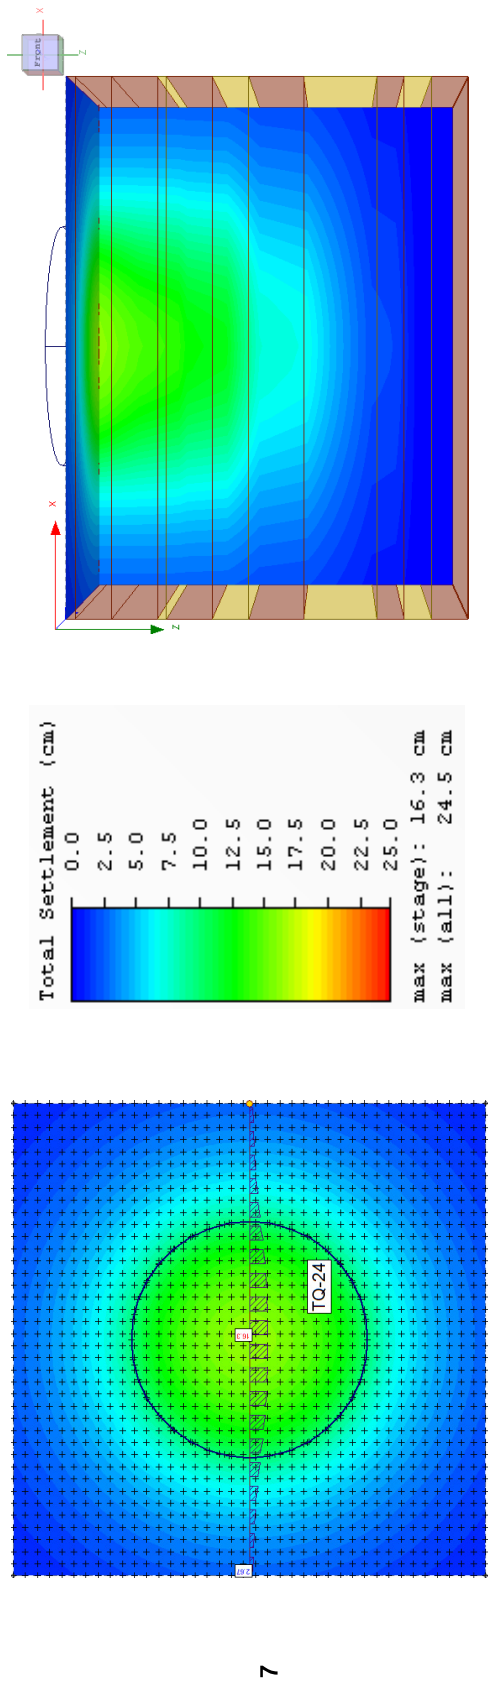 7
2.67
16.3
TQ-24
Total Settlement (cm)
0.0
2.5
5.0
7.5
10.0
12.5
15.0
17.5
20.0
22.5
25.0
max (stage): 16.3 cm
max (all): 24.5 cm
X
Z
Front
X
Z